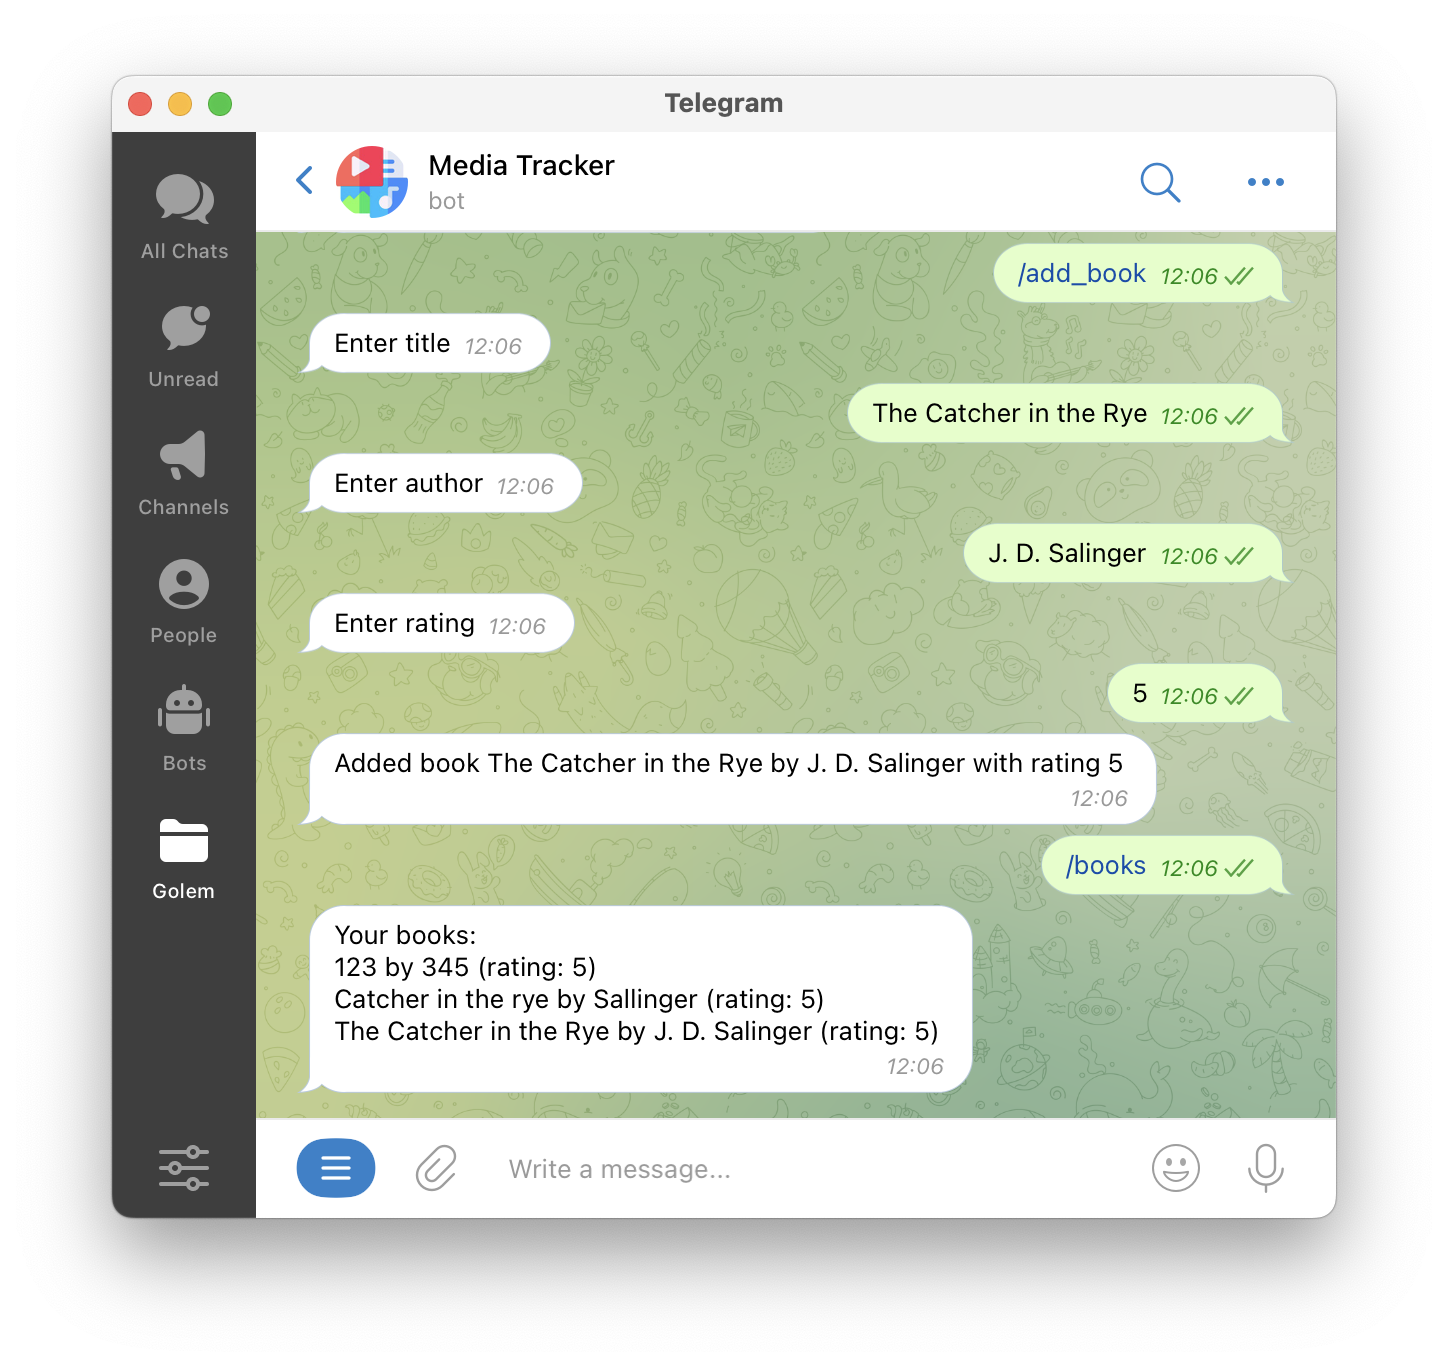 Telegram
All Chats
Unread
Channels
People
Bots
Golem
Media Tracker
bot
/add_book 12:06
Enter title 12:06
The Catcher in the Rye 12:06
Enter author 12:06
J. D. Salinger 12:06
Enter rating 12:06
5 12:06
Added book The Catcher in the Rye by J. D. Salinger with rating 5
12:06
/books 12:06
Your books:
123 by 345 (rating: 5)
Catcher in the rye by Sallinger (rating: 5)
The Catcher in the Rye by J. D. Salinger (rating: 5)
12:06
Write a message...